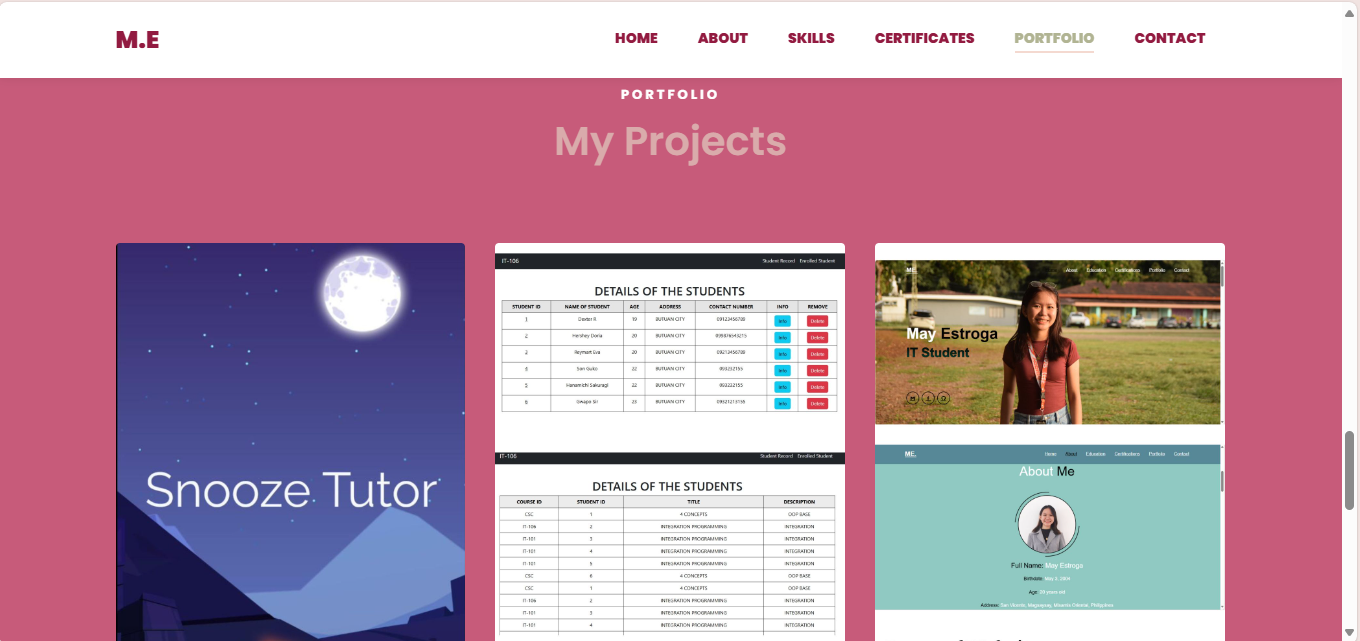 M.E
HOME ABOUT SKILLS CERTIFICATES PORTFOLIO CONTACT
PORTFOLIO
My Projects
Snooze Tutor
IT-106 Student Record Enrolled Student
DETAILS OF THE STUDENTS
STUDENT ID NAME OF STUDENT AGE ADDRESS CONTACT NUMBER INFO REMOVE
1 19 BUTUAN CITY 09123456789 Info Delete
2 Hershey Doria 20 BUTUAN CITY Info Delete
3 Reymart Eva 20 BUTUAN CITY 09213456789 Info Delete
4 Son Guko 22 BUTUAN CITY 093232155 Info Delete
5 Hanamichi Sakuragi 22 BUTUAN CITY 093232155 Info Delete
6 Gwapo Sir 23 BUTUAN CITY 09321213155 Info Delete
IT-106 Student Record Enrolled Student
DETAILS OF THE STUDENTS
COURSE ID STUDENT ID TITLE DESCRIPTION
CSC 1 4 CONCEPTS OOP BASE
IT-106 2 INTEGRATION PROGRAMMING INTEGRATION
IT-101 3 INTEGRATION PROGRAMMING INTEGRATION
IT-101 4 INTEGRATION PROGRAMMING INTEGRATION
IT-101 5 INTEGRATION PROGRAMMING INTEGRATION
CSC 6 4 CONCEPTS OOP BASE
CSC 1 4 CONCEPTS OOP BASE
IT-106 2 INTEGRATION PROGRAMMING INTEGRATION
IT-101 3 INTEGRATION PROGRAMMING INTEGRATION
IT-101 4 INTEGRATION PROGRAMMING INTEGRATION
ME. About Education Certifications Portfolio Contact
May Estroga
IT Student
ME. Home About Education Certifications Portfolio Contact
About Me
Full Name: May Estroga
Birthdate: May 3, 2004
Age: 20 years old
Address: San Vicente, Magsaysay, Misamis Oriental, Philippines